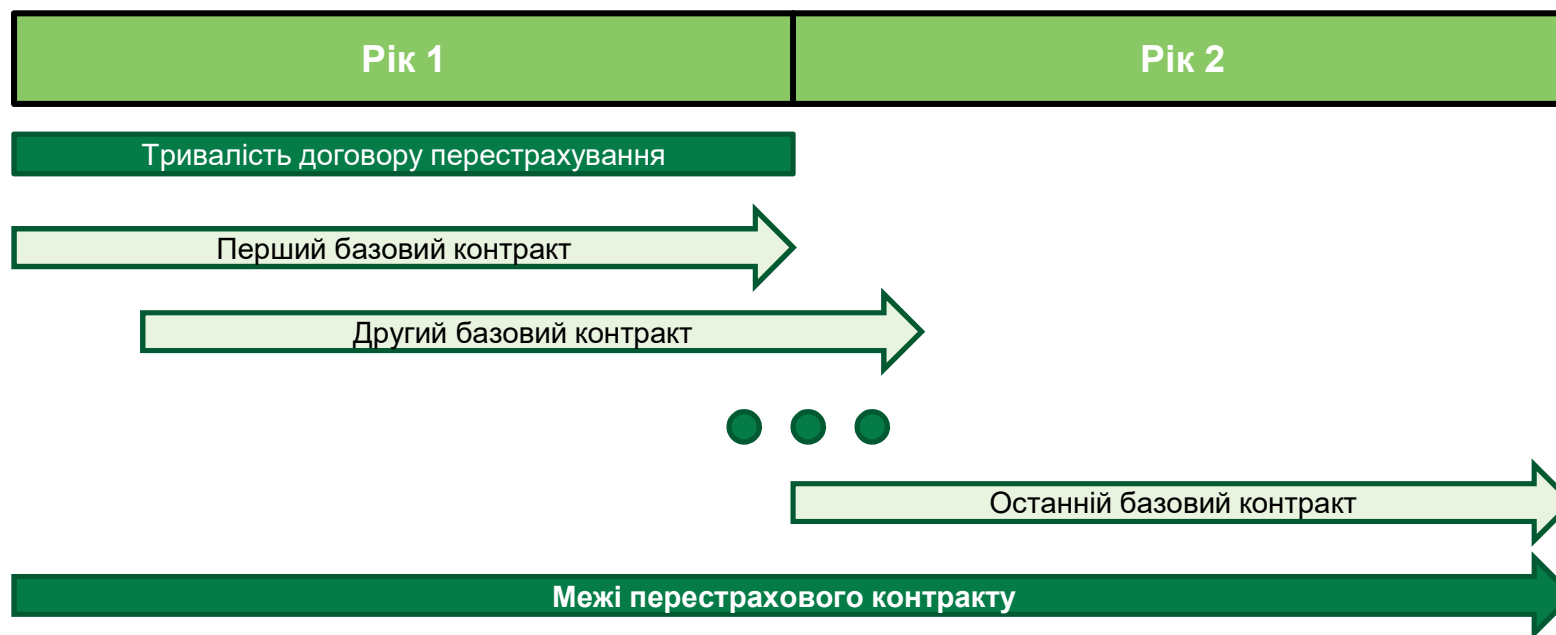 Рік 1
Рік 2
Тривалість договору перестрахування
Перший базовий контракт
Другий базовий контракт
Останній базовий контракт
Межі перестрахового контракту